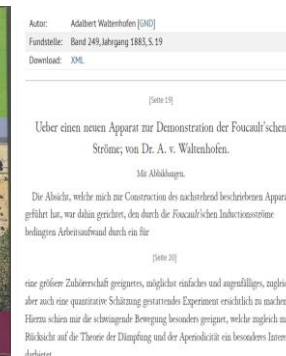 Autor: Adalbert Waltenhofen [GND]
Fundstelle: Band 249, Jahrgang 1883, S. 19
Download: XML
[Seite 19]
Ueber einen neuen Apparat zur Demonstration der Foucault'schen
Ströme; von Dr. A. v. Waltenhofen.
Mit Abbildungen.
Die Absicht, welche mich zur Construction des nachstehend beschriebenen Appara
geführt hat, war dahin gerichtet, den durch die Foucault'schen Inductionsströme
bedingten Arbeitsaufwand durch ein für
[Seite 20]
eine größere Zuhörerschaft geeignetes, möglichst einfaches und augenfälliges, zugleic
aber auch eine quantitative Schätzung gestattendes Experiment ersichtlich zu machen
Hierzu schien mir die schwingende Bewegung besonders geeignet, welche zugleich m
Rücksicht auf die Theorie der Dämpfung und der Aperiodicität ein besonderes Intere
darbietet